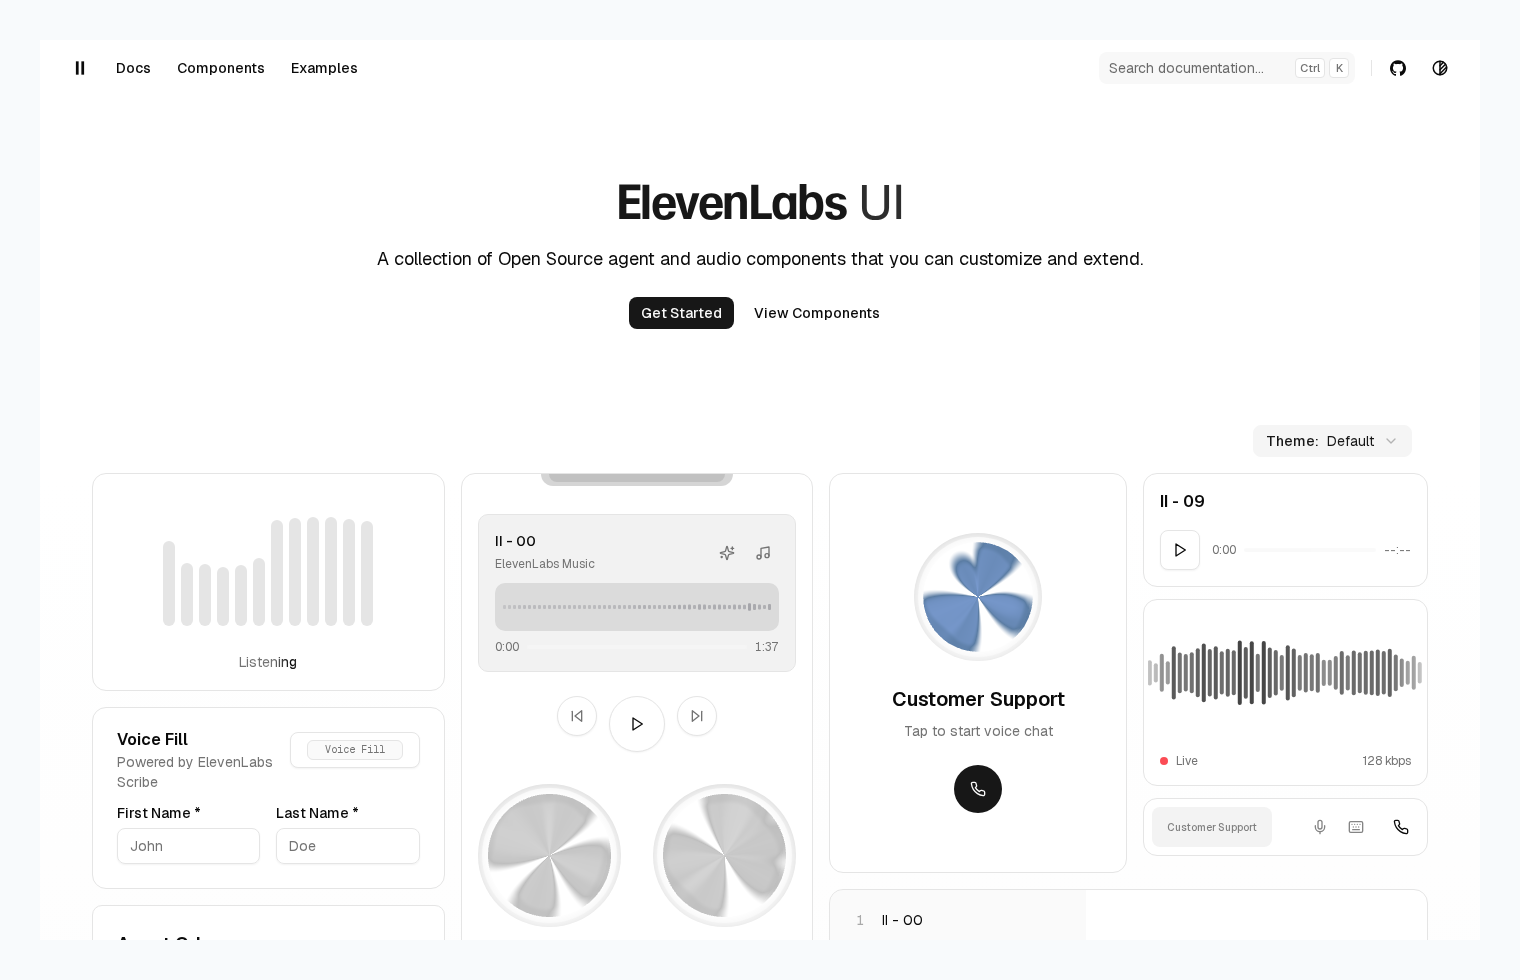 Docs
Components
Examples
Search documentation...
Ctrl
K
ElevenLabs UI
A collection of Open Source agent and audio components that you can customize and extend.
Get Started
View Components
Theme: Default
Listening
Voice Fill
Powered by ElevenLabs
Scribe
Voice Fill
First Name *
Last Name *
John
Doe
II - 00
ElevenLabs Music
0:00
1:37
Customer Support
Tap to start voice chat
II - 09
0:00
--:--
Live
128 kbps
Customer Support
1
II - 00